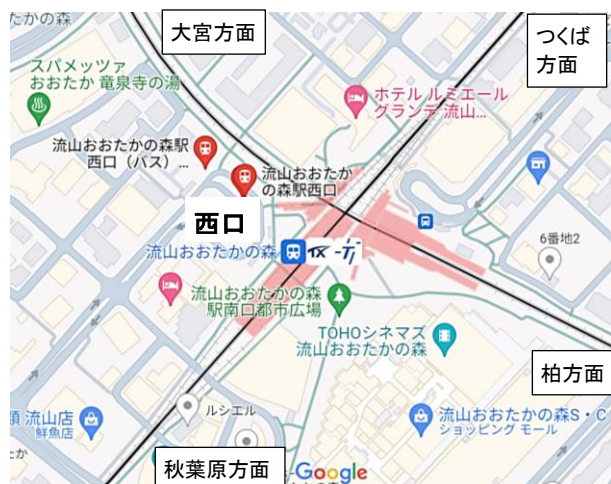 大宮方面
つくば
方面
たかの森
スパメッツァ
おおたか 竜泉寺の湯
ホテル ルミエール
グランデ 流山...
流山おおたかの森駅
西口（バス）...
流山おおたか
の森駅西口
西口
流山おおたかの森
TX
6番地2
流山おおたかの森
駅南口都市広場
TOHOシネマズ
流山おおたかの森
柏方面
ルシエル
流山店
鮮魚店
流山おおたかの森S・C
ショッピング モール
たか
秋葉原方面
Google